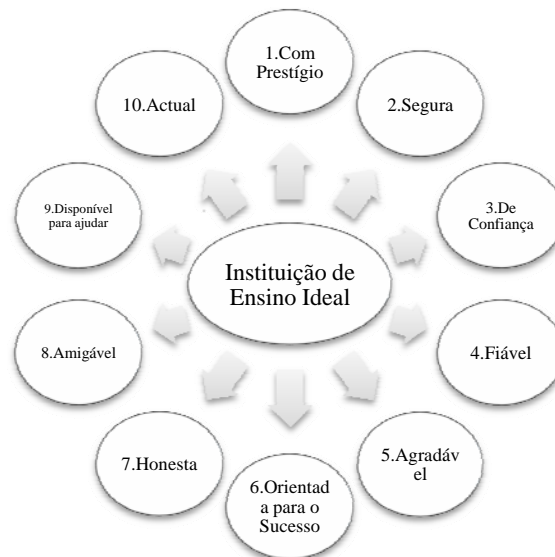 1.Com
Prestígio
2.Segura
3.De
Confiança
4.Fiável
5.Agradáv
el
6.Orientad
a para o
Sucesso
7.Honesta
8.Amigável
9.Disponível
para ajudar
10.Actual
Instituição de
Ensino Ideal